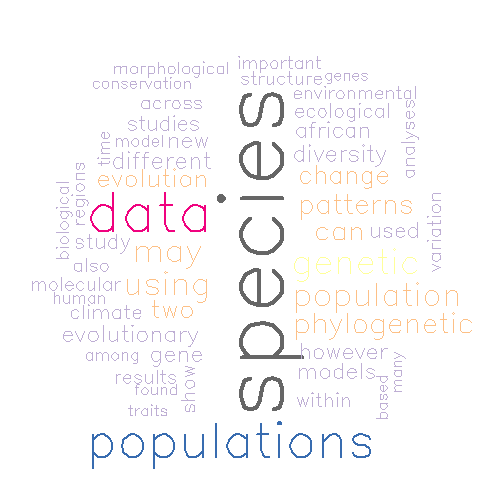 morphological
important
conservation
structure
genes
across
environmental
studies
ecological
time
model
new
african
analyses
different
diversity
evolution
change
species
regions
data
patterns
biological
study
can
used
variation
may
also
genetic
molecular
using
human
population
climate
two
phylogenetic
evolutionary
among
gene
however
results
models
found
show
based
many
within
traits
populations